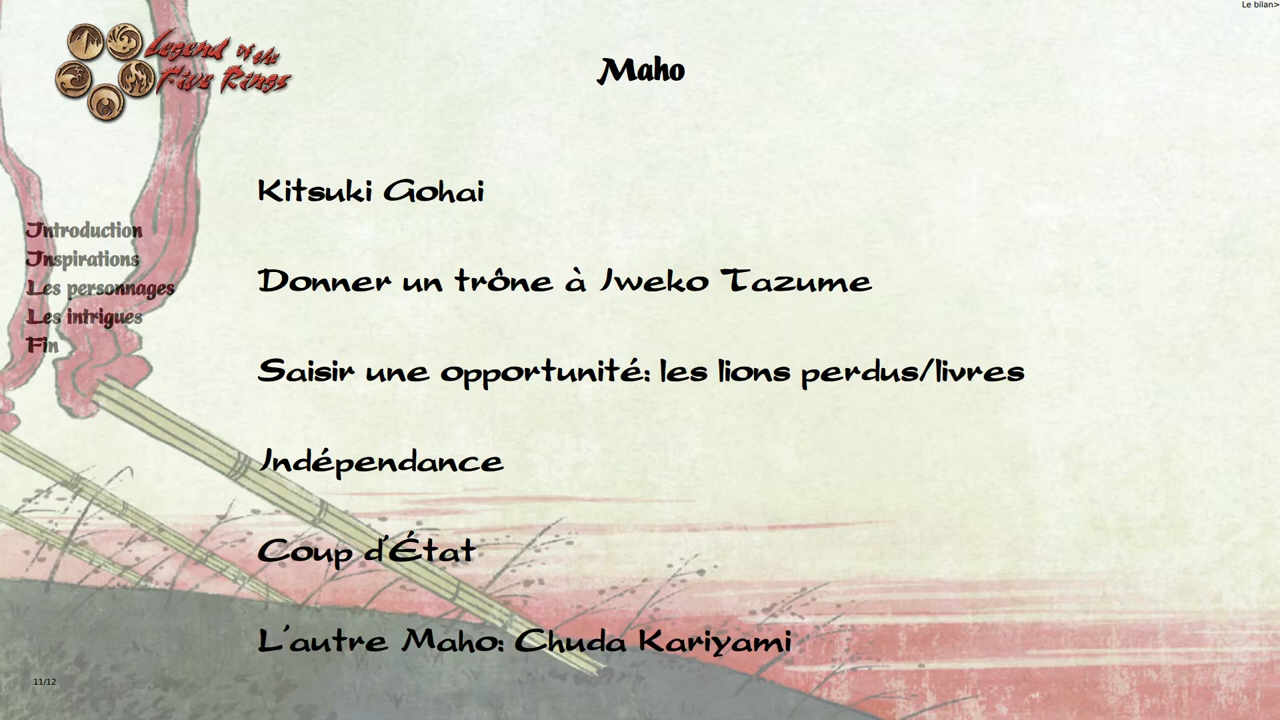 Le bilan>
Legend of the
Five Rings
Maho
Kitsuki Gohai
Introduction
Inspirations
Les personnages
Les intrigues
Fin
Donner un trône à Iweko Tazume
Saisir une opportunité: les lions perdus/livres
Indépendance
Coup d'État
L'autre Maho: Chuda Kariyami
11/12